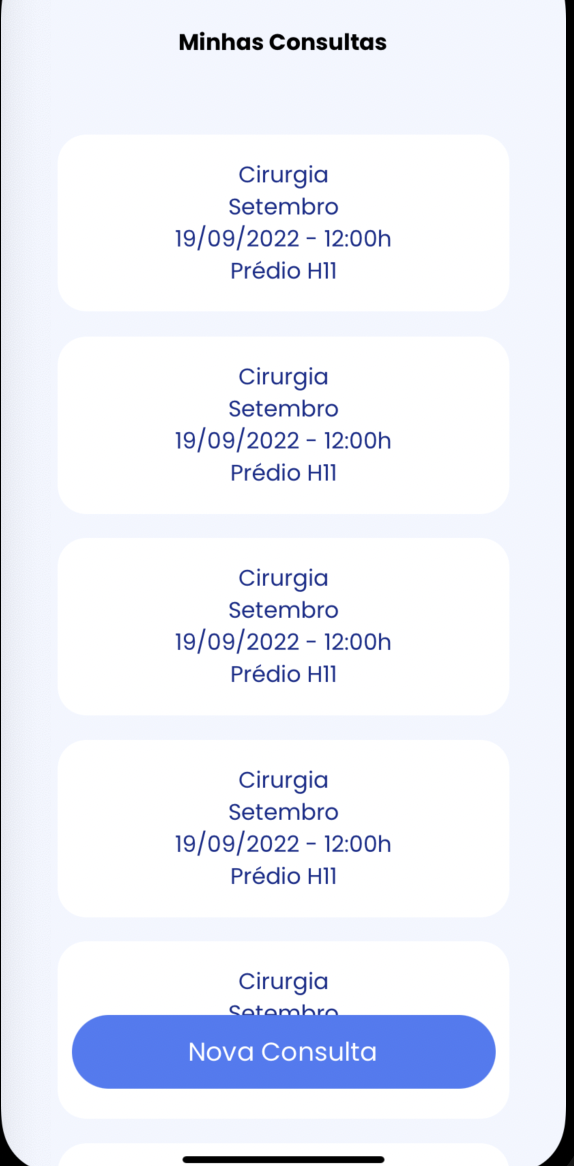 Minhas Consultas
Cirurgia
Setembro
19/09/2022 - 12:00h
Prédio H11
Cirurgia
Setembro
19/09/2022 - 12:00h
Prédio H11
Cirurgia
Setembro
19/09/2022 - 12:00h
Prédio H11
Cirurgia
Setembro
19/09/2022 - 12:00h
Prédio H11
Cirurgia
Setembro
Nova Consulta